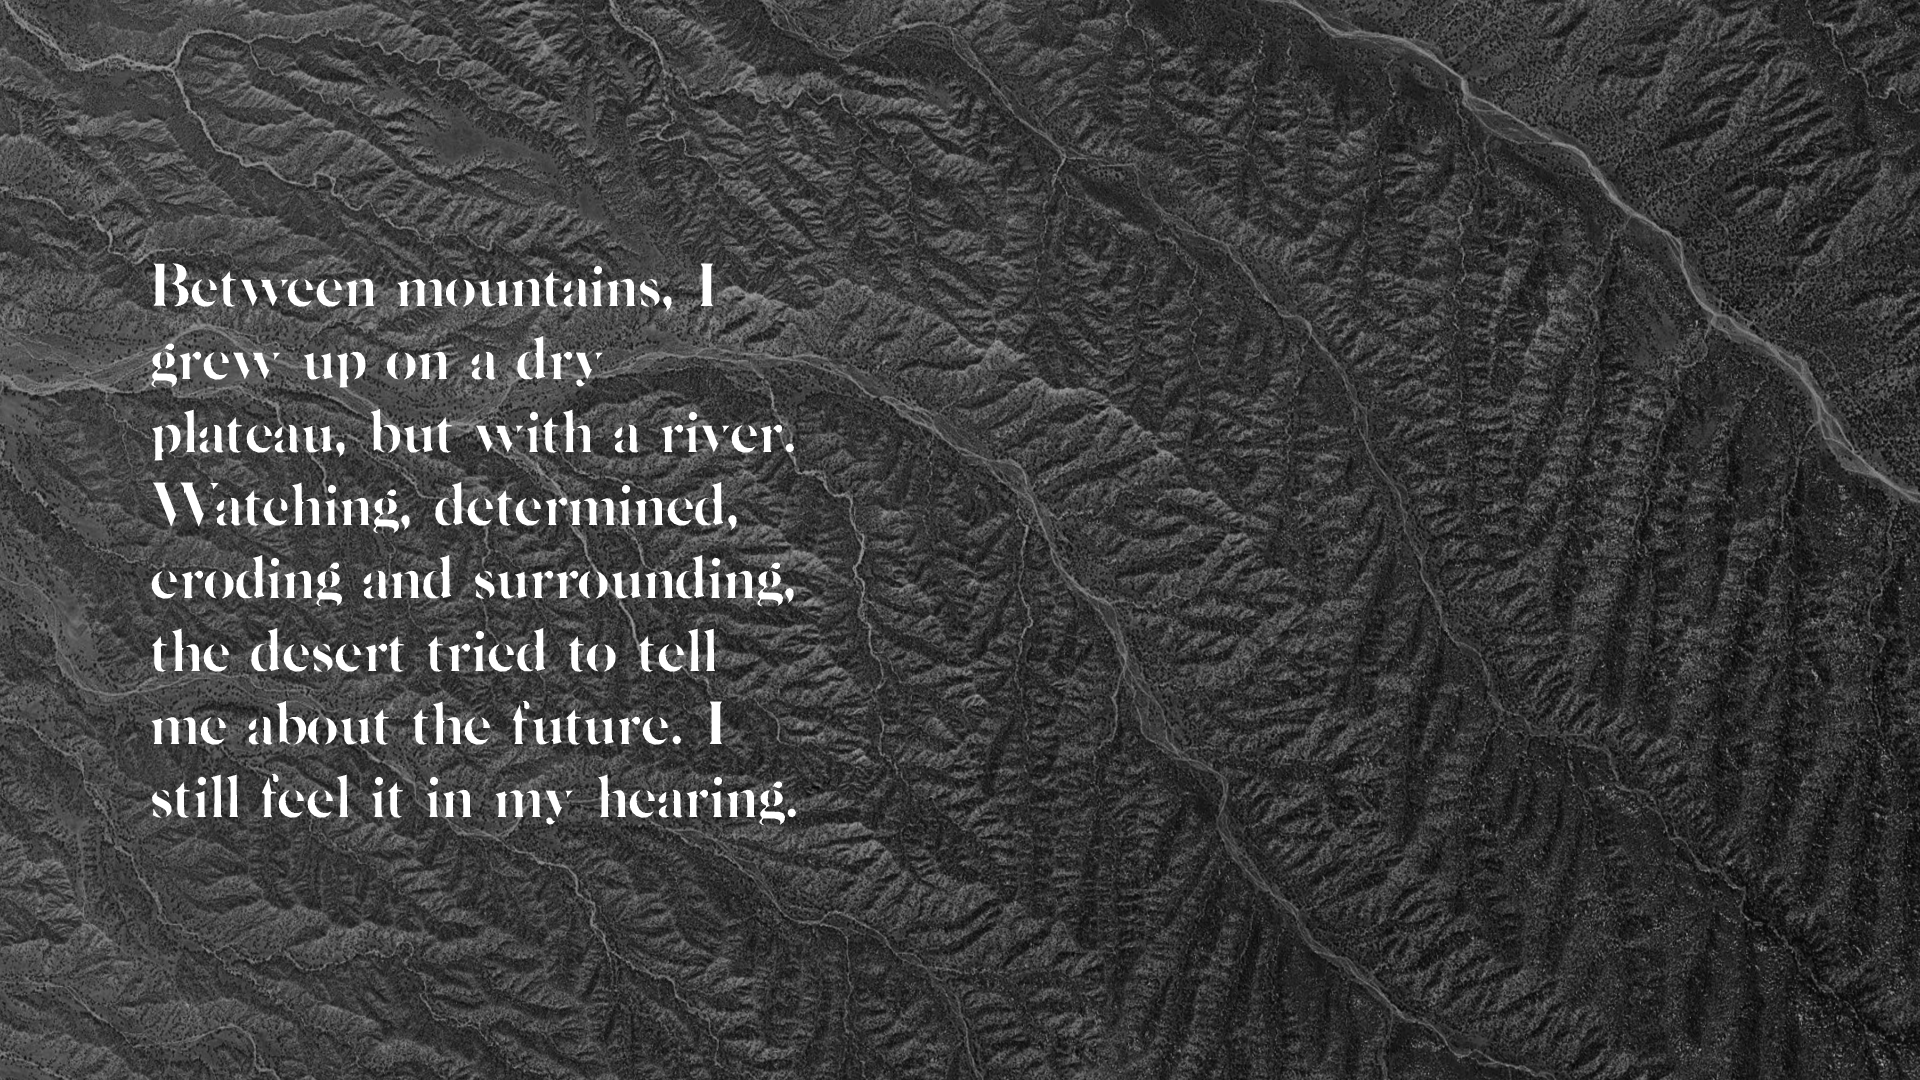 Between mountains, I
grew up on a dry
plateau, but with a river.
Watching, determined,
eroding and surrounding,
the desert tried to tell
me about the future. I
still feel it in my hearing.